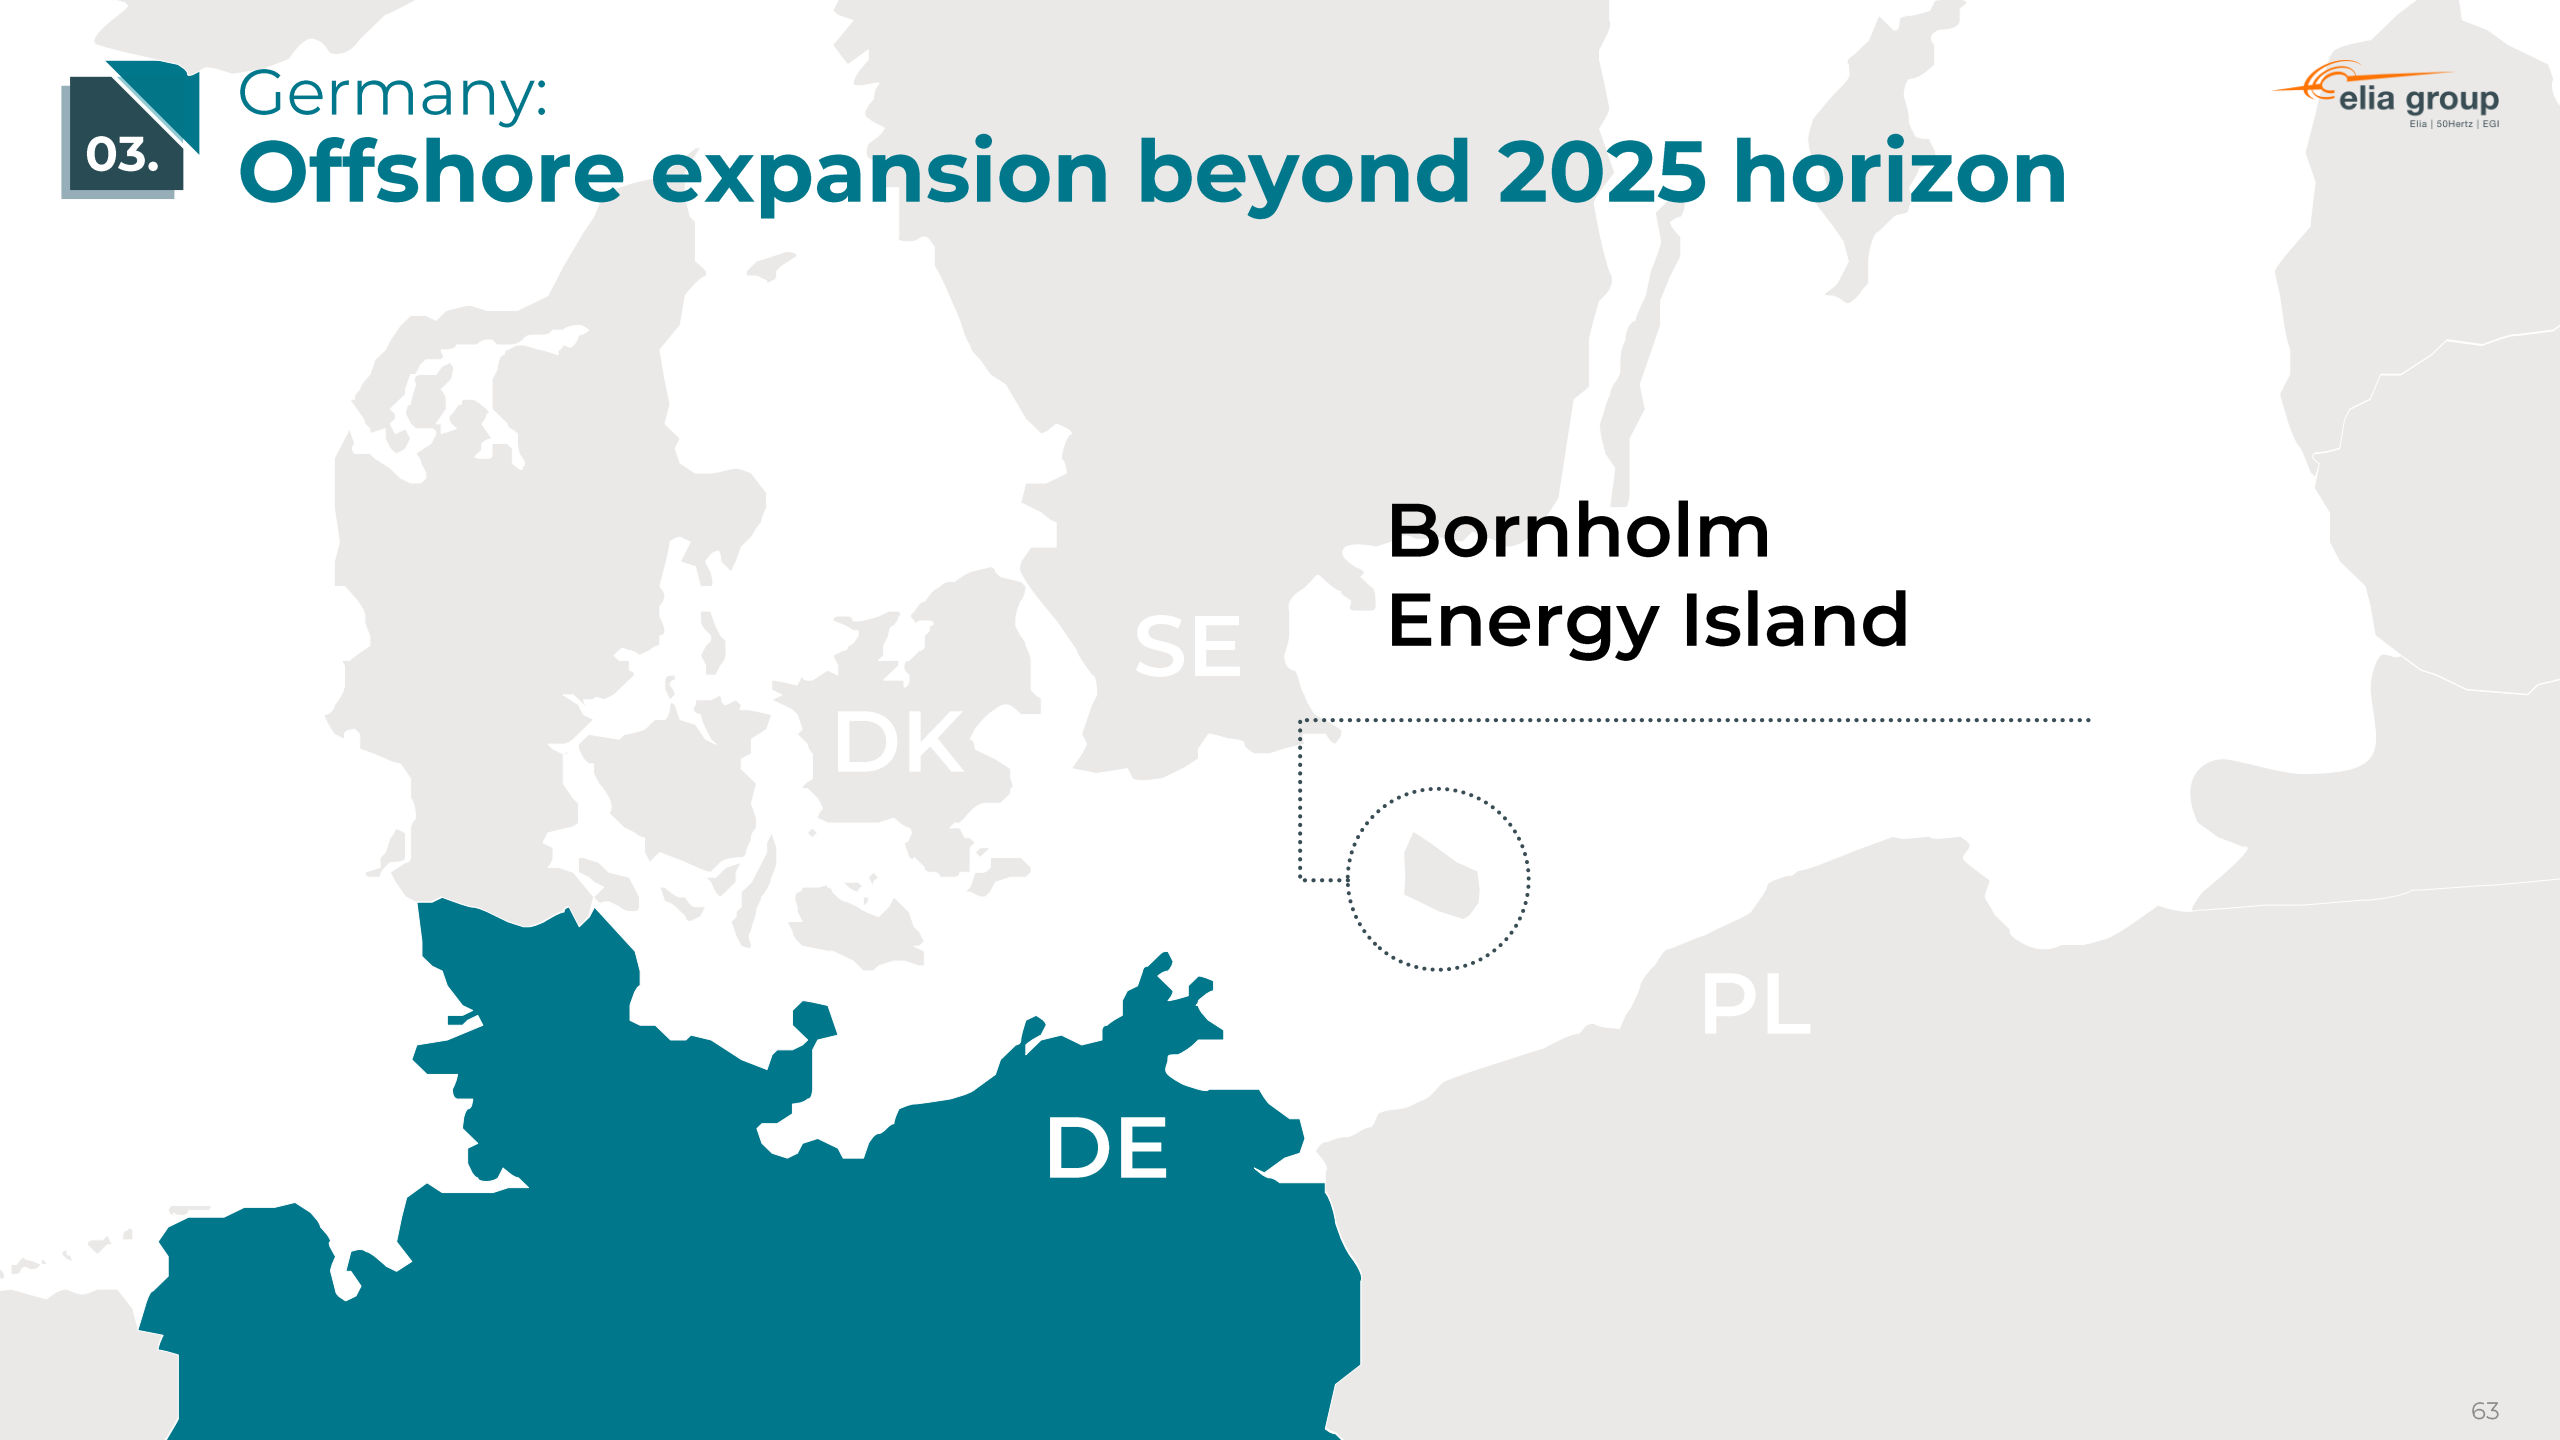 03.
Germany:
Offshore expansion beyond 2025 horizon
elia group
Elia | 50Hertz | EGI
Bornholm
Energy Island
SE
DK
PL
DE
63